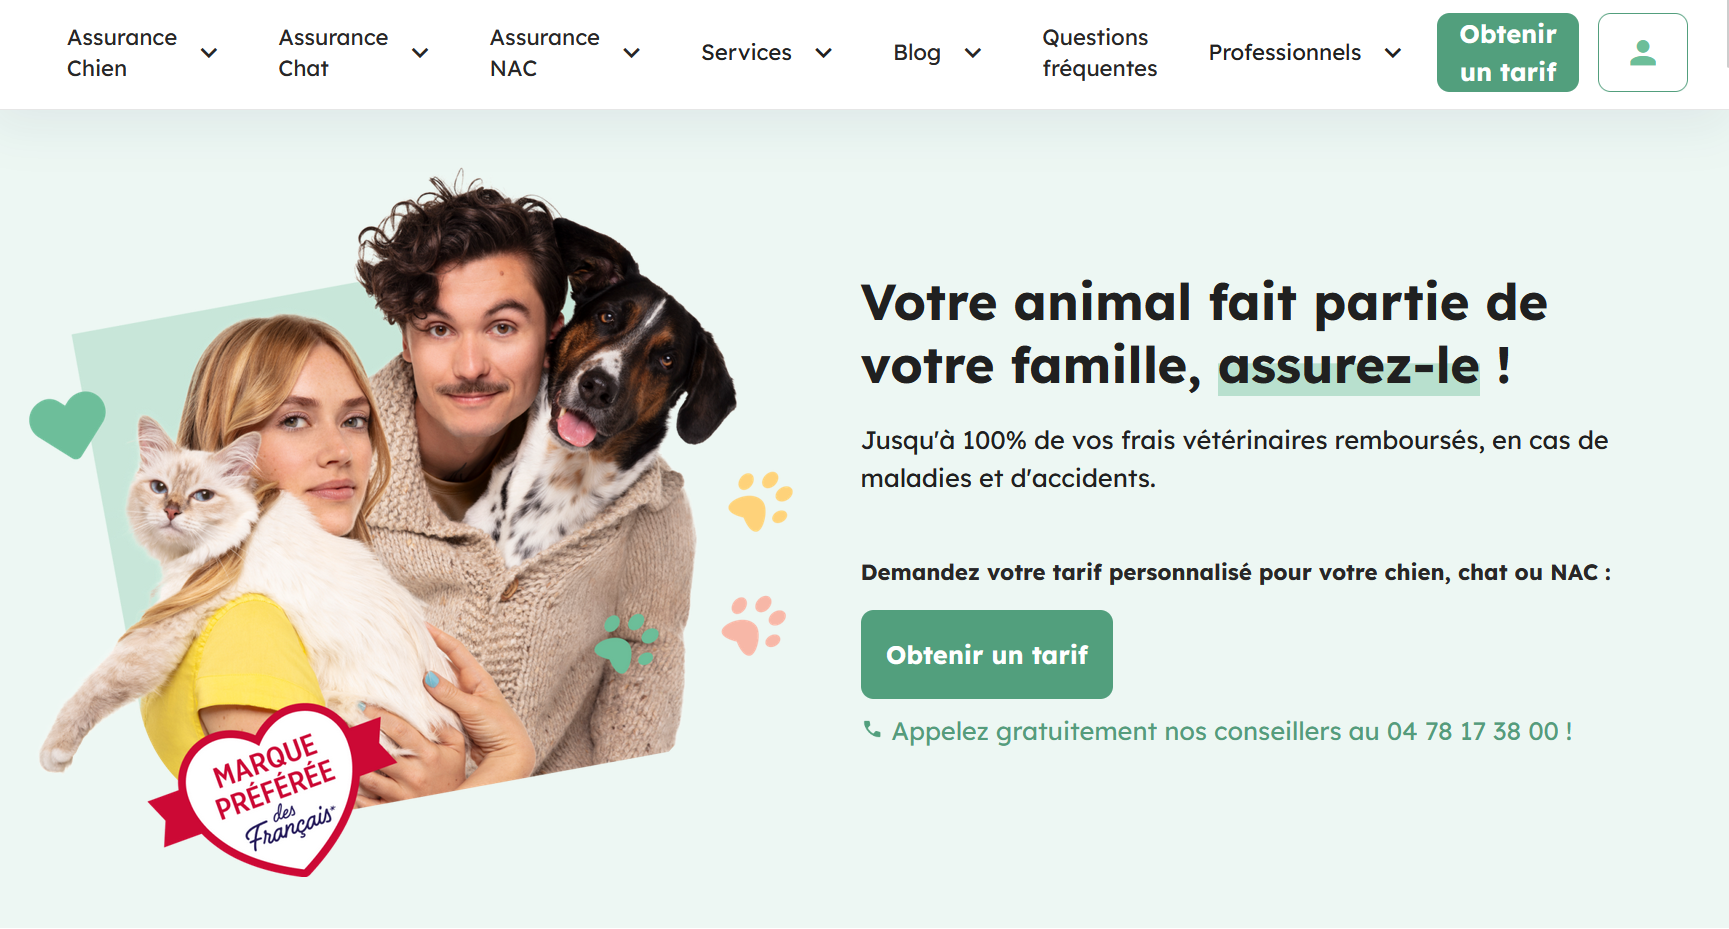 Assurance
Chien
Assurance
Chat
Assurance
NAC
Services
Blog
Questions
fréquentes
Professionnels
Obtenir
un tarif
Votre animal fait partie de
votre famille, assurez-le !
Jusqu'à 100% de vos frais vétérinaires remboursés, en cas de
maladies et d'accidents.
Demandez votre tarif personnalisé pour votre chien, chat ou NAC :
Obtenir un tarif
Appelez gratuitement nos conseillers au 04 78 17 38 00 !
MARQUE
PRÉFÉRÉE
des
Français*